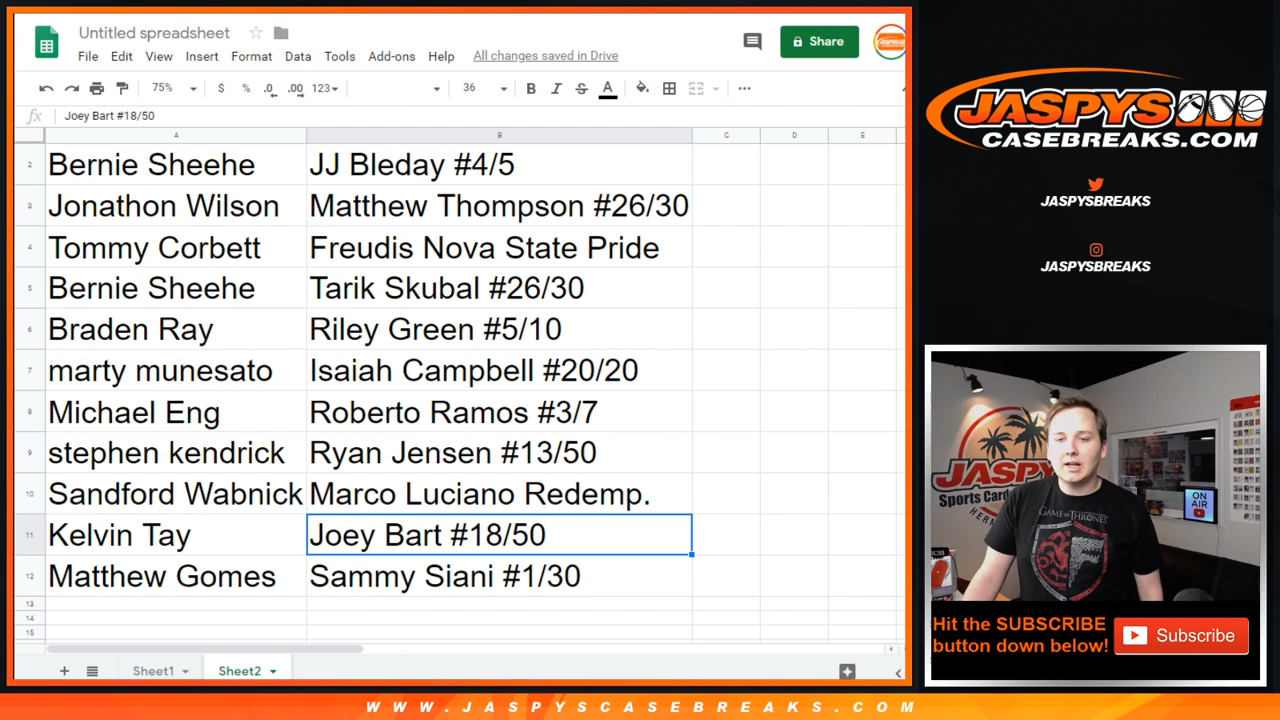 Untitled spreadsheet
File Edit View Insert Format Data Tools Add-ons Help All changes saved in Drive
Share
75% $ % .0 .00 123 36 B I S A
fx Joey Bart #18/50
A B C D E
2 Bernie Sheehe JJ Bleday #4/5
3 Jonathon Wilson Matthew Thompson #26/30
4 Tommy Corbett Freudis Nova State Pride
5 Bernie Sheehe Tarik Skubal #26/30
6 Braden Ray Riley Green #5/10
7 marty munesato Isaiah Campbell #20/20
8 Michael Eng Roberto Ramos #3/7
9 stephen kendrick Ryan Jensen #13/50
10 Sandford Wabnick Marco Luciano Redemp.
11 Kelvin Tay Joey Bart #18/50
12 Matthew Gomes Sammy Siani #1/30
13
14
15
Sheet1 Sheet2
JASPYS
CASEBREAKS.COM
JASPYSBREAKS
JASPYSBREAKS
JASPY
Sports Car
HER
ON
AIR
GAME OF THRONES
Hit the SUBSCRIBE
button down below!
Subscribe
WWW.JASPYSCASEBREAKS.COM